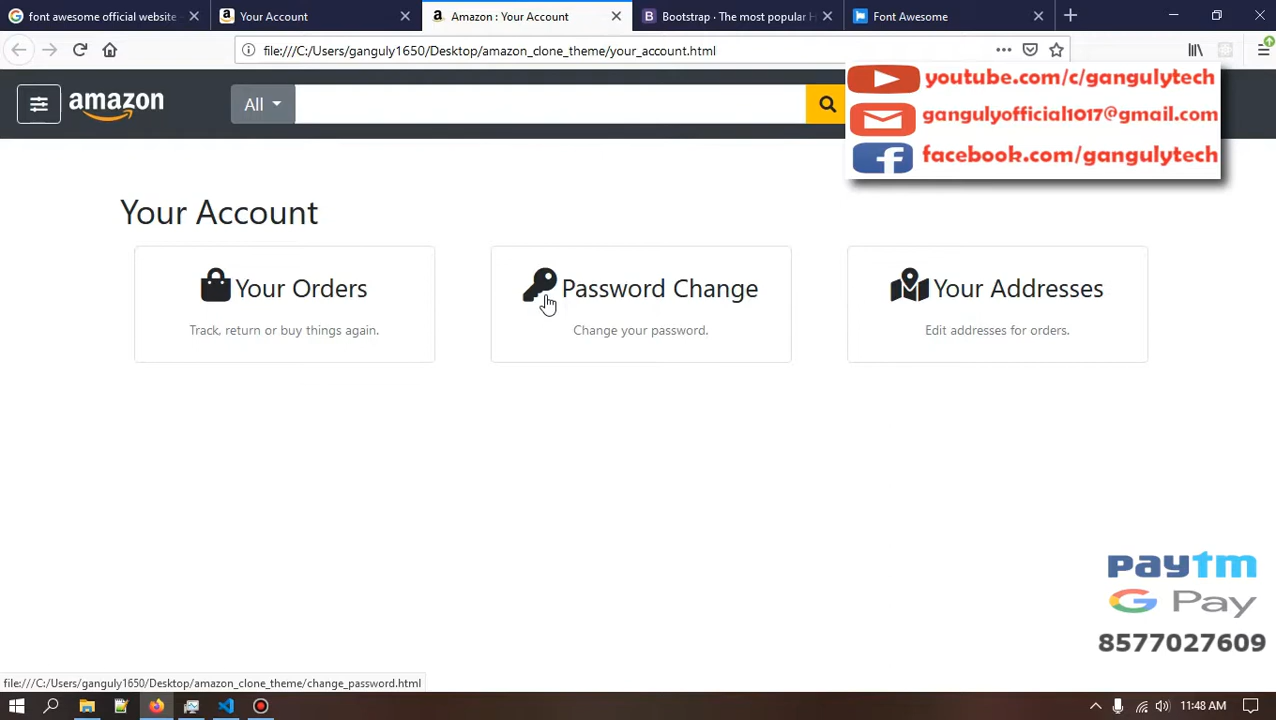 font awesome official website
Your Account
Amazon : Your Account
Bootstrap · The most popular H
Font Awesome
file:///C:/Users/ganguly1650/Desktop/amazon_clone_theme/your_account.html
amazon
All
youtube.com/c/gangulytech
gangulyofficial1017@gmail.com
facebook.com/gangulytech
Your Account
Your Orders
Track, return or buy things again.
Password Change
Change your password.
Your Addresses
Edit addresses for orders.
paytm
G Pay
8577027609
file:///C:/Users/ganguly1650/Desktop/amazon_clone_theme/change_password.html
11:48 AM